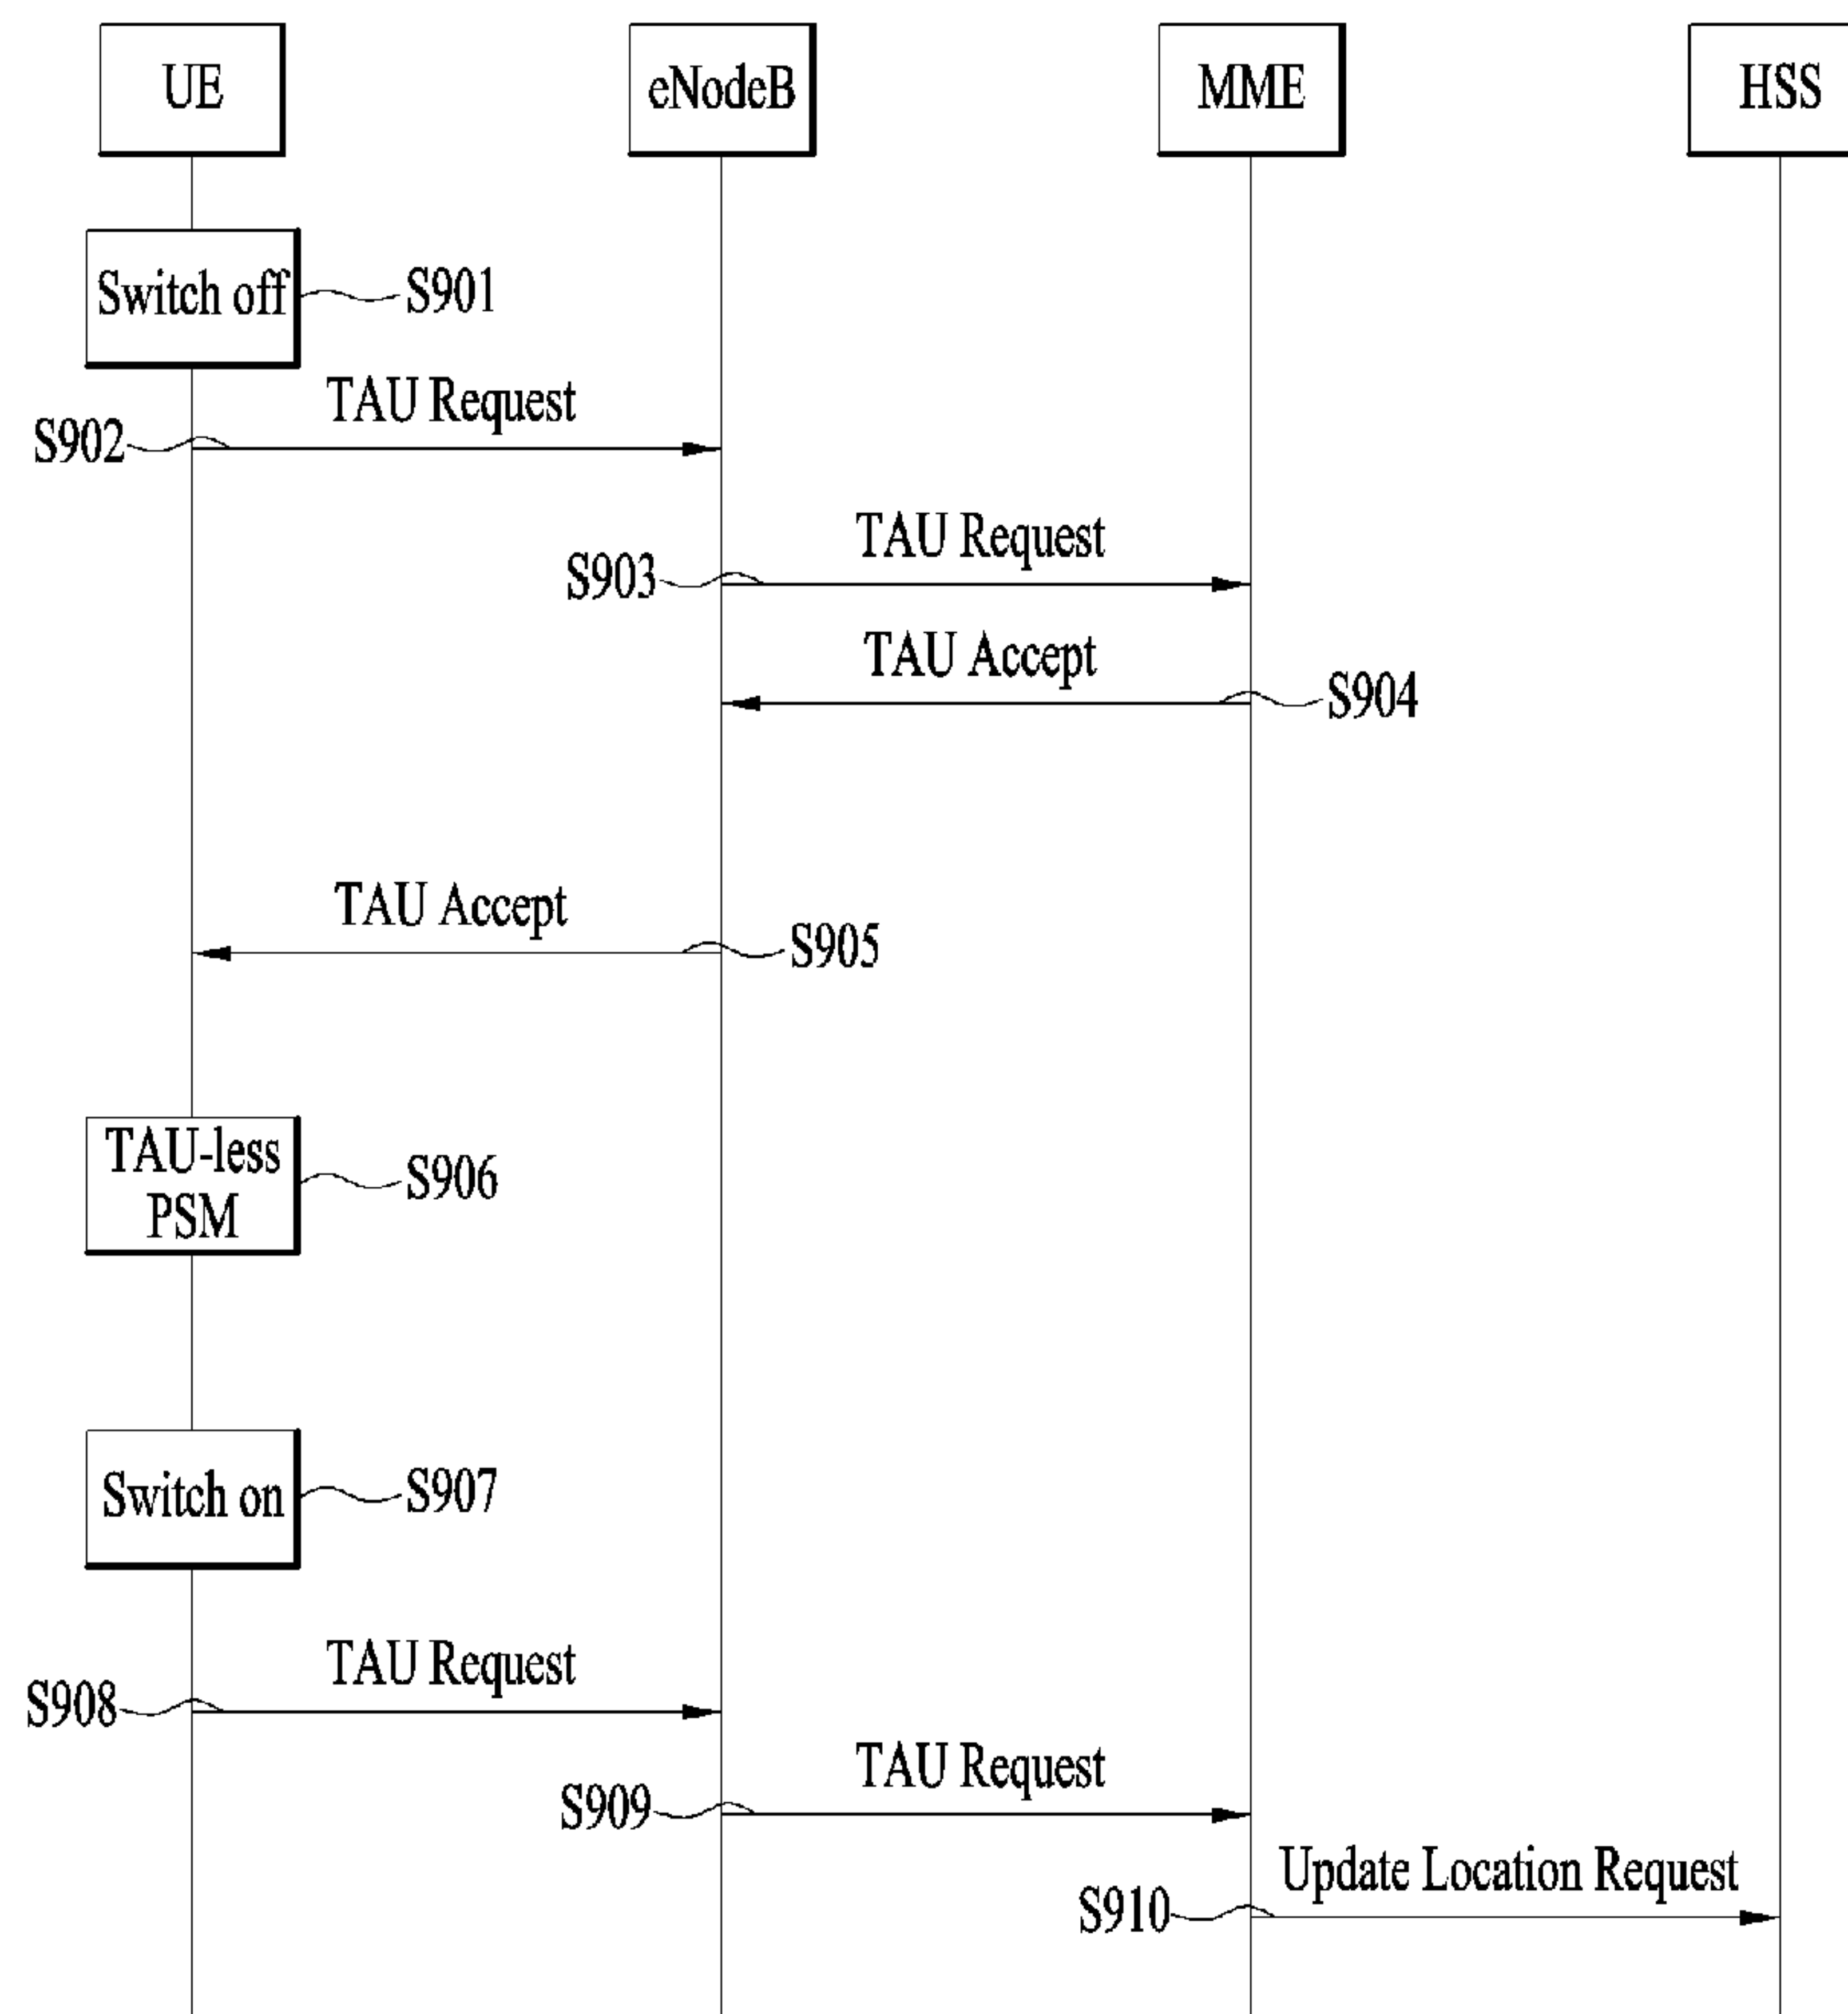 UE
eNodeB
MME
HSS
Switch off
S901
TAU Request
S902
TAU Request
S903
TAU Accept
S904
TAU Accept
S905
TAU-less
PSM
S906
Switch on
S907
TAU Request
S908
TAU Request
S909
Update Location Request
S910